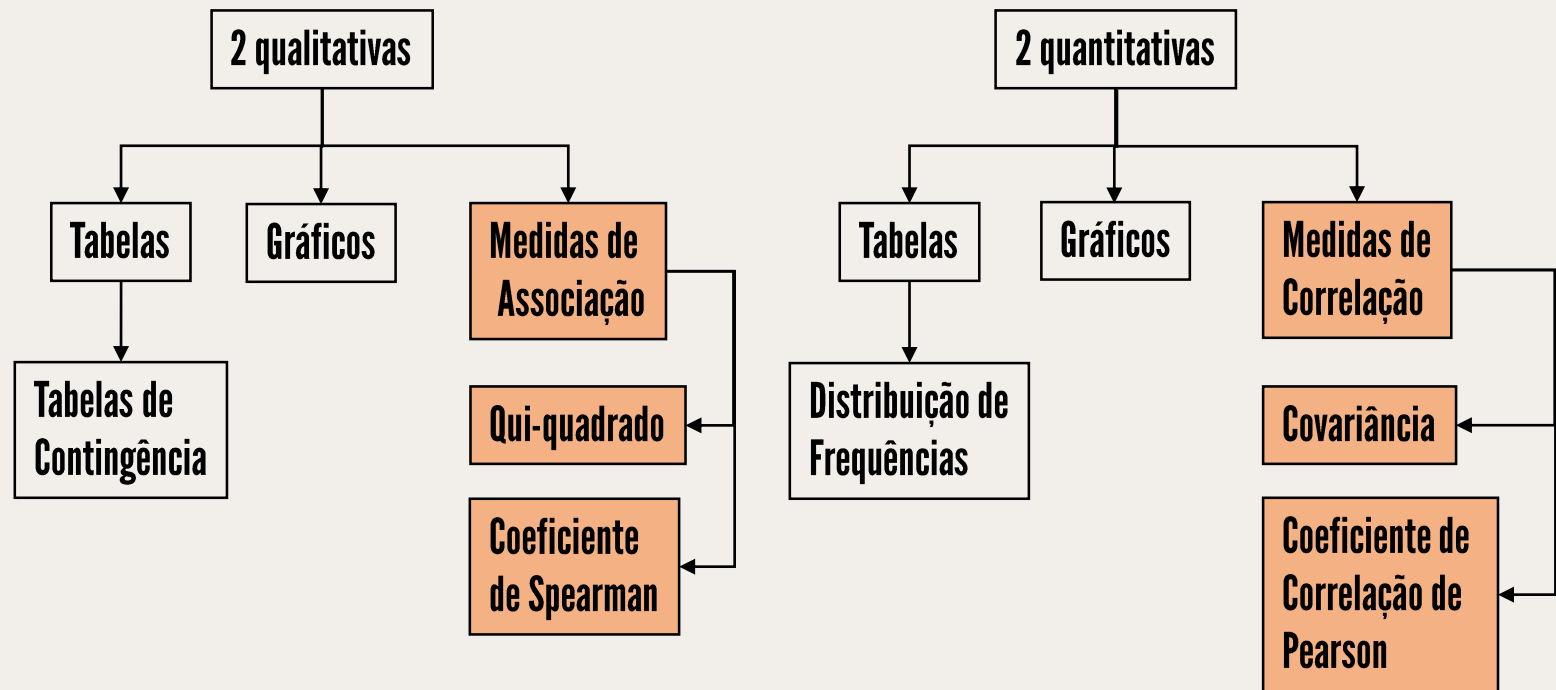 2 qualitativas
Tabelas
Gráficos
Medidas de
Associação
Tabelas de
Contingência
Qui-quadrado
Coeficiente
de Spearman
2 quantitativas
Tabelas
Gráficos
Medidas de
Correlação
Distribuição de
Frequências
Covariância
Coeficiente de
Correlação de
Pearson